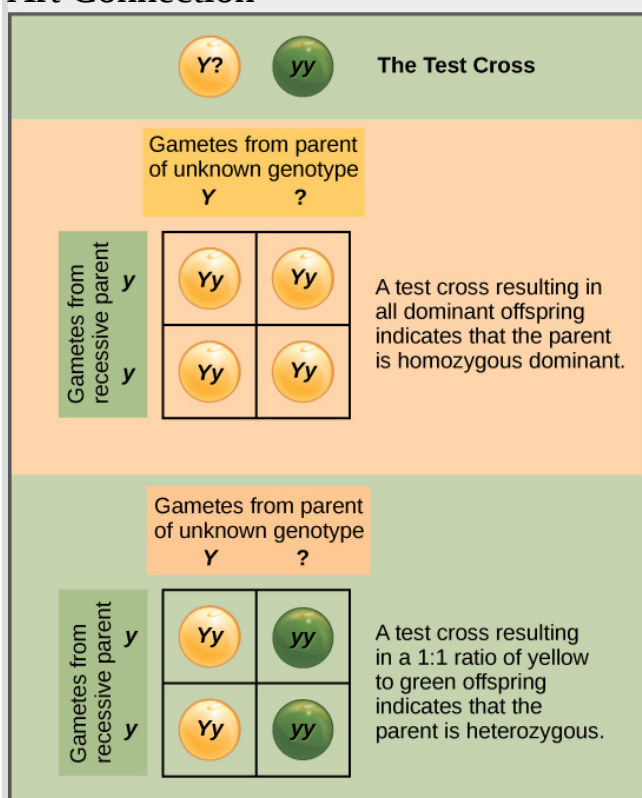 Art Connection
Y? yy The Test Cross
Gametes from parent
of unknown genotype
Y ?
Gametes from
recessive parent
y
y
Yy Yy
Yy Yy
A test cross resulting in
all dominant offspring
indicates that the parent
is homozygous dominant.
Gametes from parent
of unknown genotype
Y ?
Gametes from
recessive parent
y
y
Yy yy
Yy yy
A test cross resulting
in a 1:1 ratio of yellow
to green offspring
indicates that the
parent is heterozygous.